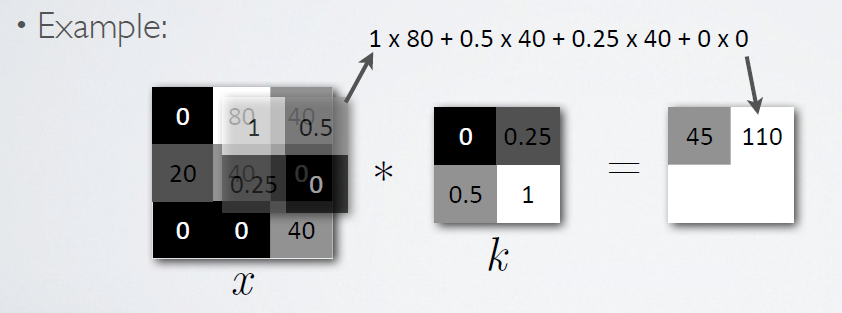 • Example:
1 x 80 + 0.5 x 40 + 0.25 x 40 + 0 x 0
0 80 40
1 0.5
20 40 0
0.25 0
0 0 40
x
*
0 0.25
0.5 1
k
=
45 110